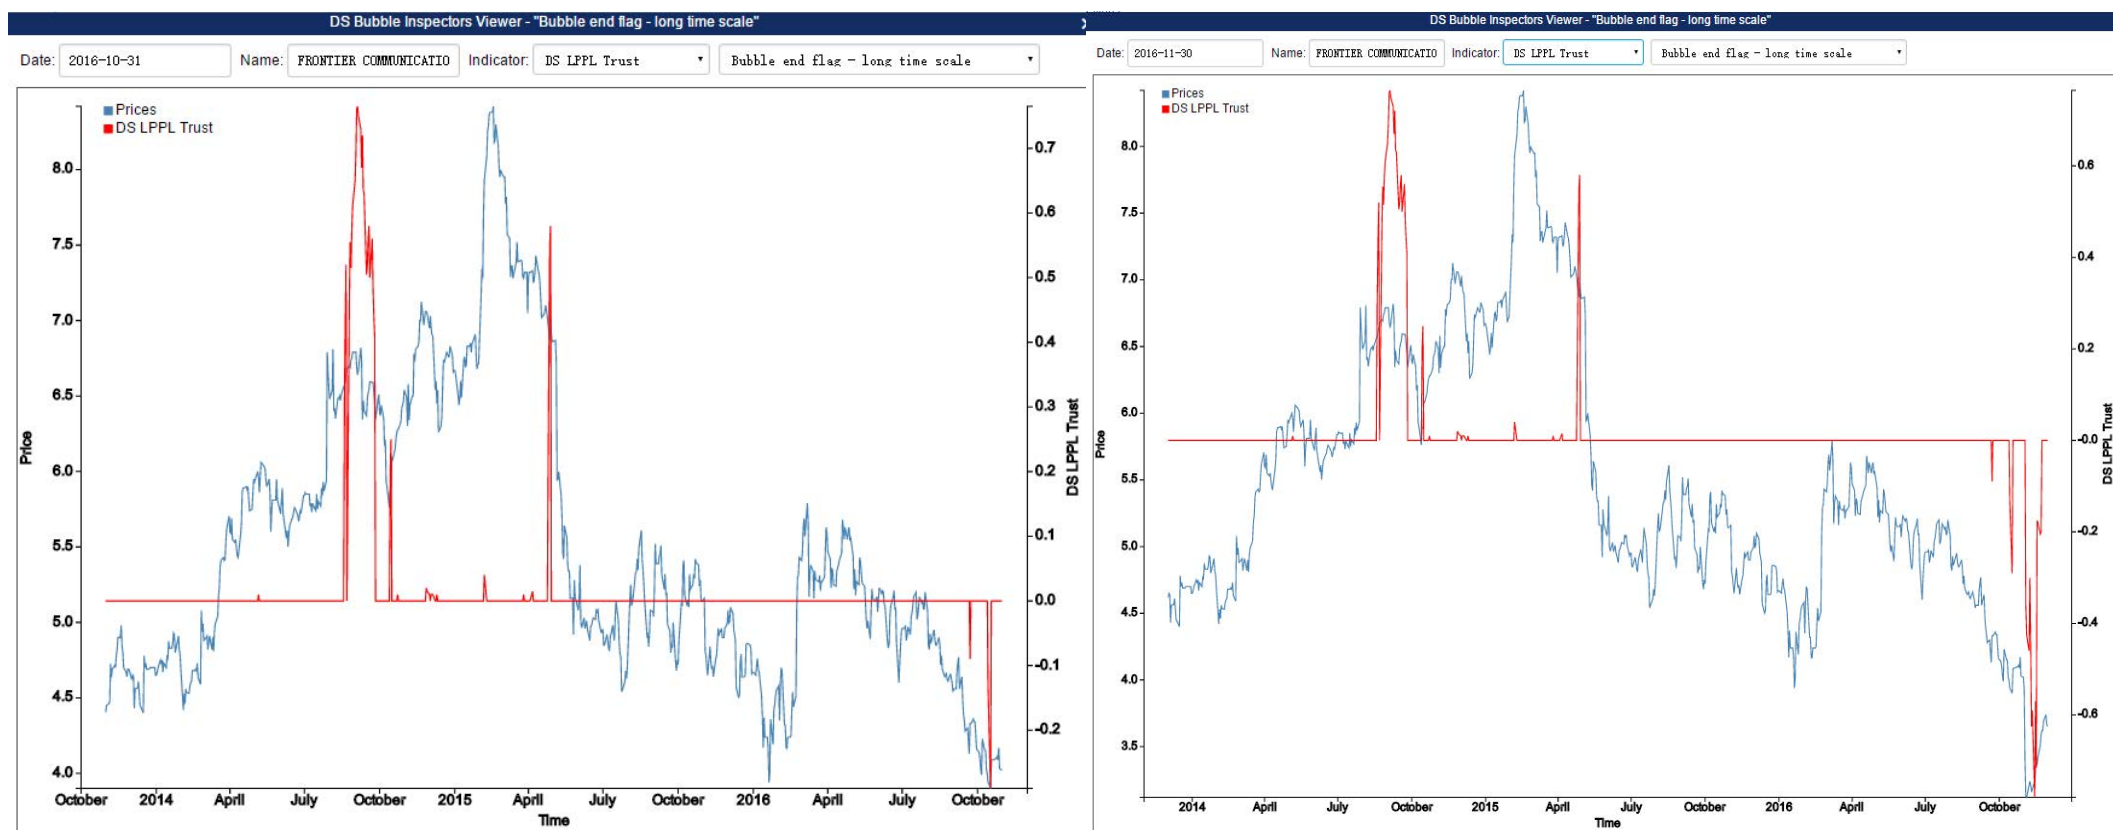 DS Bubble Inspectors Viewer - "Bubble end flag - long time scale"
Date: 2016-10-31 Name: FRONTIER COMMUNICATIO Indicator: DS LPPL Trust Bubble end flag - long time scale
Prices
DS LPPL Trust
8.0
7.5
7.0
6.5
6.0
5.5
5.0
4.5
4.0
Price
0.7
0.6
0.5
0.4
0.3
0.2
0.1
0.0
-0.1
-0.2
DS LPPL Trust
October 2014 April July October 2015 April July October 2016 April July October
Time
DS Bubble Inspectors Viewer - "Bubble end flag - long time scale"
Date: 2016-11-30 Name: FRONTIER COMMUNICATIO Indicator: DS LPPL Trust Bubble end flag - long time scale
Prices
DS LPPL Trust
8.0
7.5
7.0
6.5
6.0
5.5
5.0
4.5
4.0
3.5
Price
0.6
0.4
0.2
-0.0
-0.2
-0.4
-0.6
DS LPPL Trust
2014 April July October 2015 April July October 2016 April July October
Time